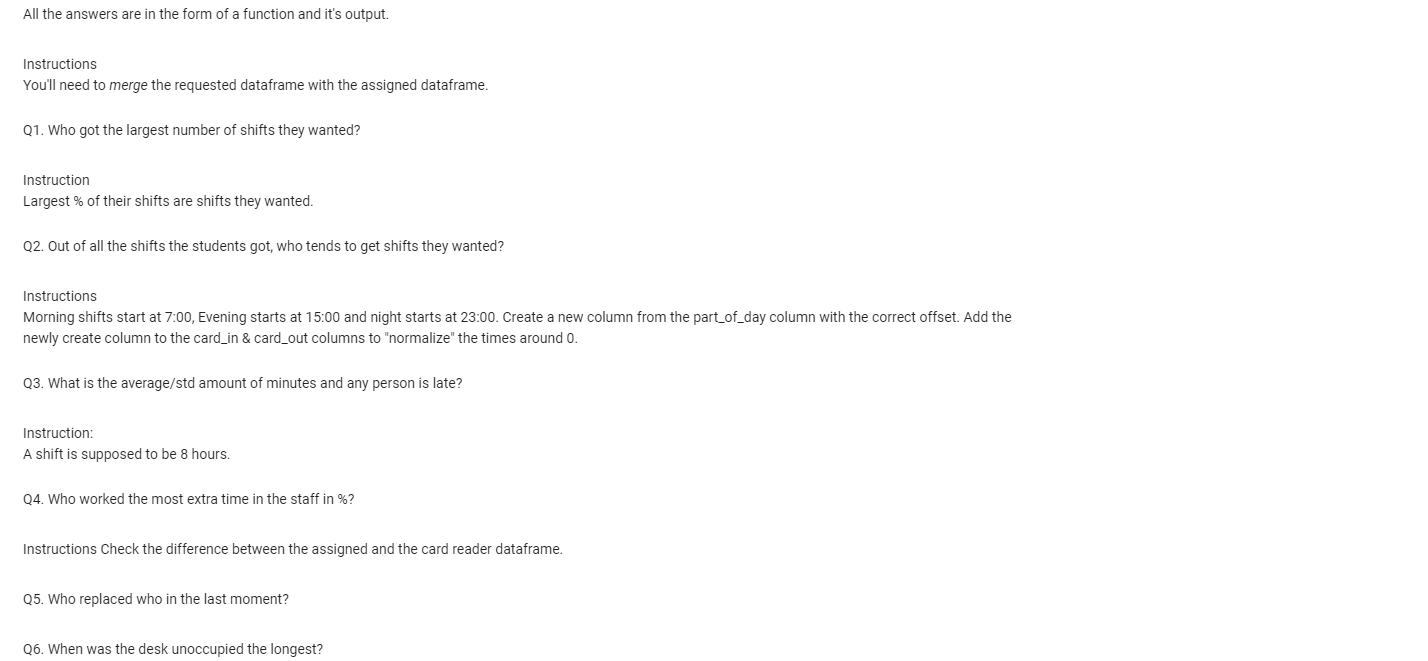 All the answers are in the form of a function and it's output.
Instructions
You'll need to merge the requested dataframe with the assigned dataframe.
Q1. Who got the largest number of shifts they wanted?
Instruction
Largest % of their shifts are shifts they wanted.
Q2. Out of all the shifts the students got, who tends to get shifts they wanted?
Instructions
Morning shifts start at 7:00, Evening starts at 15:00 and night starts at 23:00. Create a new column from the part_of_day column with the correct offset. Add the
newly create column to the card_in & card_out columns to "normalize" the times around 0.
Q3. What is the average/std amount of minutes and any person is late?
Instruction:
A shift is supposed to be 8 hours.
Q4. Who worked the most extra time in the staff in %?
Instructions Check the difference between the assigned and the card reader dataframe.
Q5. Who replaced who in the last moment?
Q6. When was the desk unoccupied the longest?